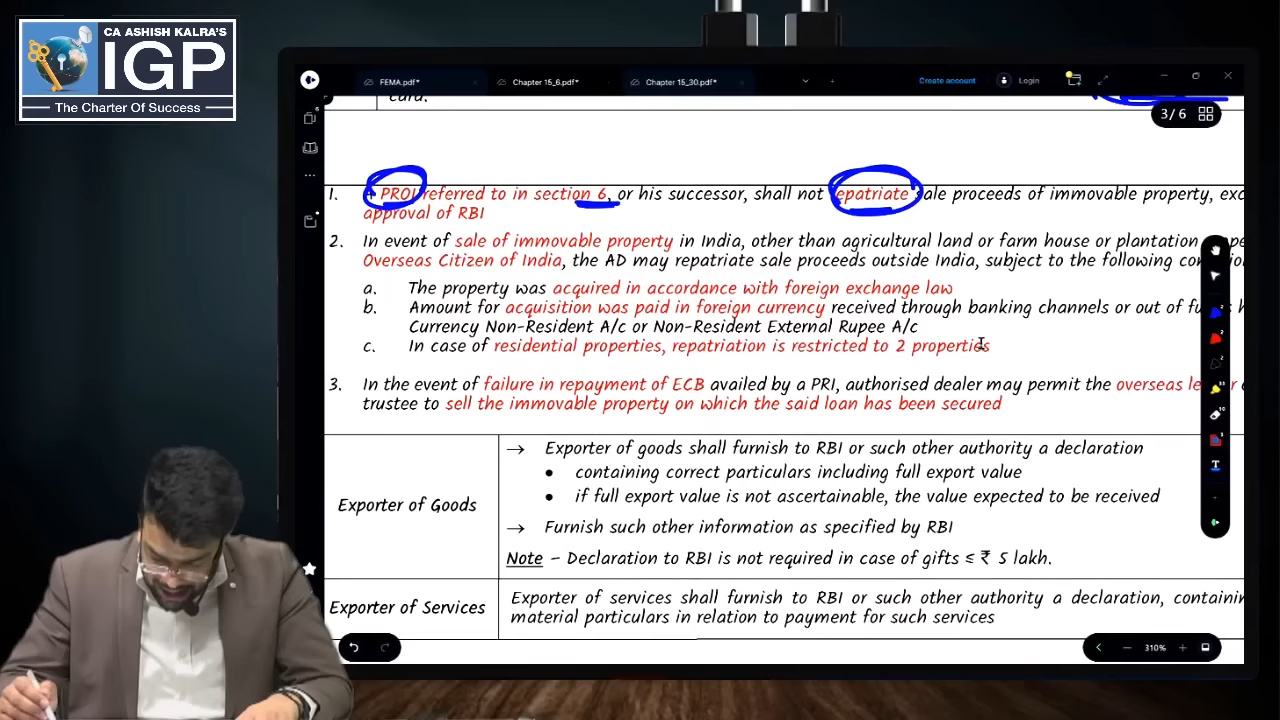 CA ASHISH KALRA'S
IGP
The Charter Of Success
FEMA.pdf*
Chapter 15_6.pdf*
Chapter 15_30.pdf*
Create account
Login
card.
3/6
1. A PROI referred to in section 6, or his successor, shall not repatriate sale proceeds of immovable property,
approval of RBI
2. In event of sale of immovable property in India, other than agricultural land or farm house or plantation
Overseas Citizen of India, the AD may repatriate sale proceeds outside India, subject to the following
a. The property was acquired in accordance with foreign exchange law
b. Amount for acquisition was paid in foreign currency received through banking channels or out of
Currency Non-Resident A/c or Non-Resident External Rupee A/c
c. In case of residential properties, repatriation is restricted to 2 properties
3. In the event of failure in repayment of ECB availed by a PRI, authorised dealer may permit the overseas
trustee to sell the immovable property on which the said loan has been secured
Exporter of Goods
→ Exporter of goods shall furnish to RBI or such other authority a declaration
• containing correct particulars including full export value
• if full export value is not ascertainable, the value expected to be received
→ Furnish such other information as specified by RBI
Note – Declaration to RBI is not required in case of gifts ≤ ₹ 5 lakh.
Exporter of Services
Exporter of services shall furnish to RBI or such other authority a declaration,
material particulars in relation to payment for such services
310%